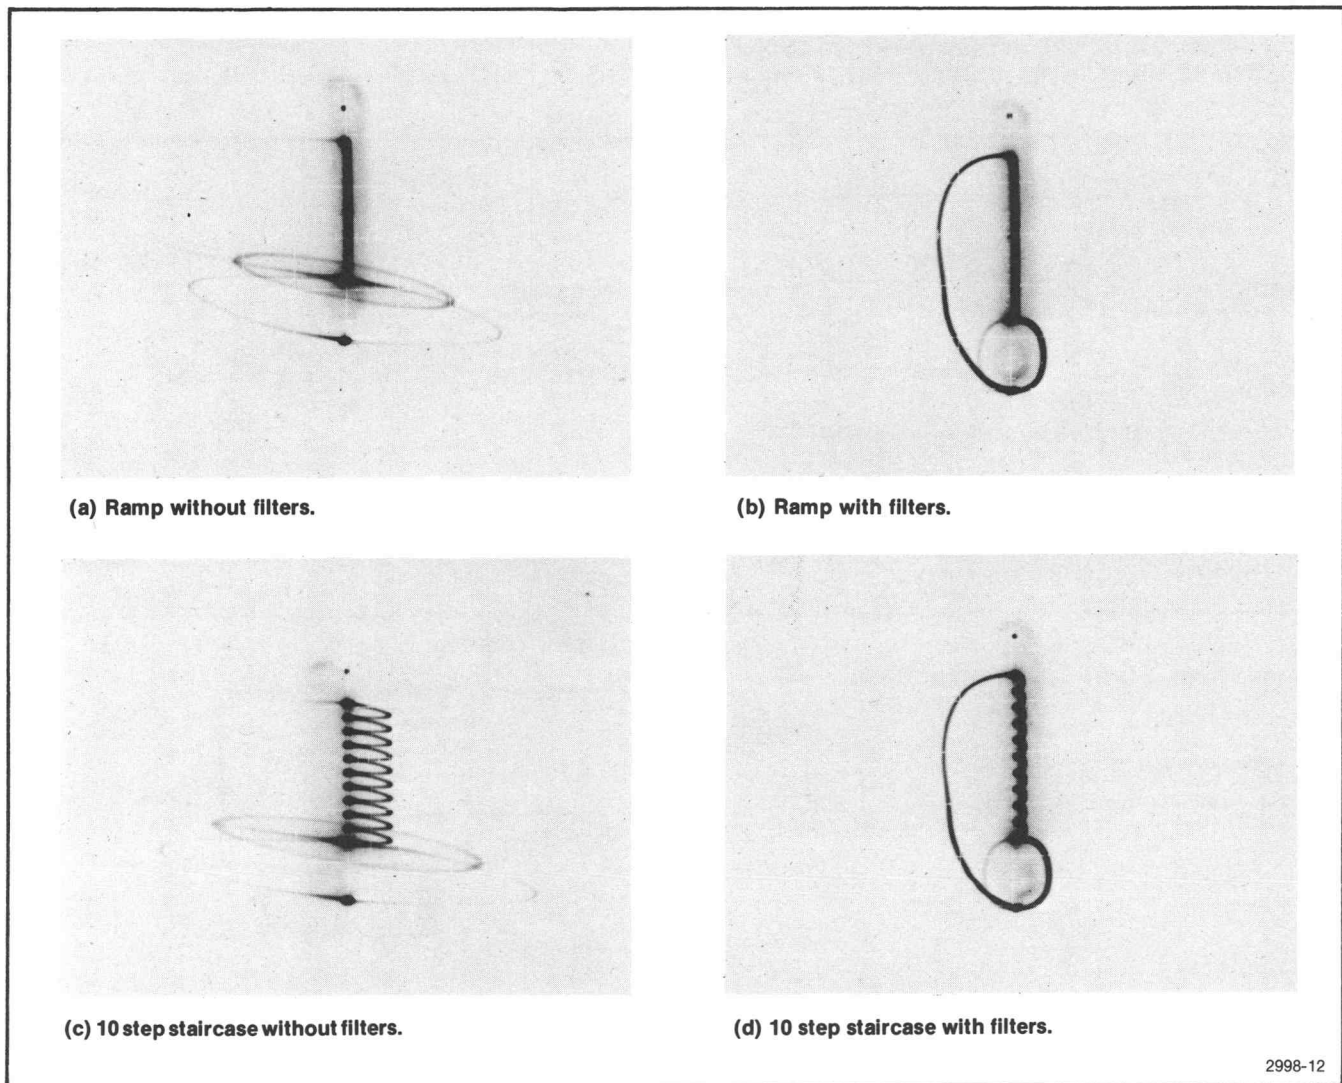 (a) Ramp without filters.
(b) Ramp with filters.
(c) 10 step staircase without filters.
(d) 10 step staircase with filters.
2998-12